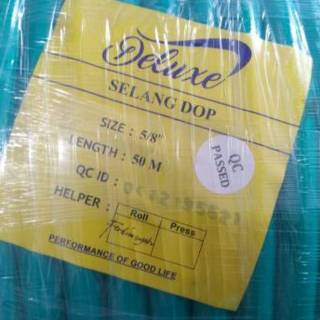 Deluxe
SELANG DOP
SIZE : 5/8"
LENGTH : 50 M
QC ID :
HELPER :
QC
PASSED
Roll Press
PERFORMANCE OF GOOD LIFE